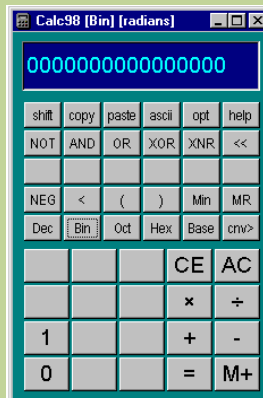 Calc98 [Bin] [radians]
0000000000000000
shift copy paste ascii opt help
NOT AND OR XOR XNR <<
NEG < ( ) Min MR
Dec Bin Oct Hex Base cnv>
CE AC
× ÷
1 + -
0 = M+